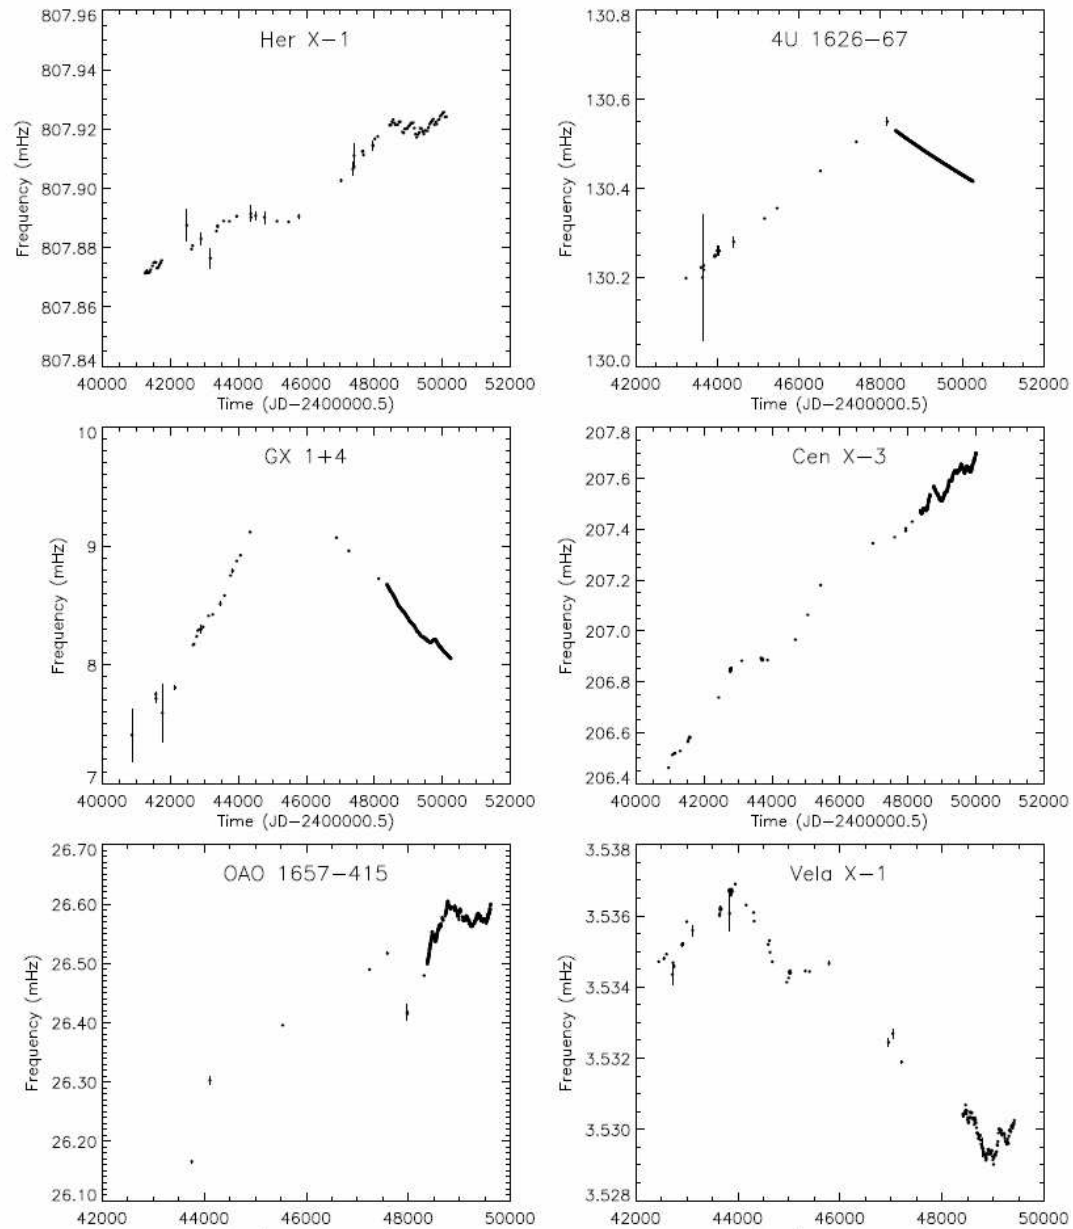 Her X-1
Frequency (mHz)
807.96
807.94
807.92
807.90
807.88
807.86
807.84
40000 42000 44000 46000 48000 50000 52000
Time (JD-2400000.5)
4U 1626-67
Frequency (mHz)
130.8
130.6
130.4
130.2
130.0
42000 44000 46000 48000 50000 52000
Time (JD-2400000.5)
GX 1+4
Frequency (mHz)
10
9
8
7
40000 42000 44000 46000 48000 50000 52000
Time (JD-2400000.5)
Cen X-3
Frequency (mHz)
207.8
207.6
207.4
207.2
207.0
206.8
206.6
206.4
40000 42000 44000 46000 48000 50000 52000
Time (JD-2400000.5)
OAO 1657-415
Frequency (mHz)
26.70
26.60
26.50
26.40
26.30
26.20
26.10
42000 44000 46000 48000 50000
Vela X-1
Frequency (mHz)
3.538
3.536
3.534
3.532
3.530
3.528
42000 44000 46000 48000 50000